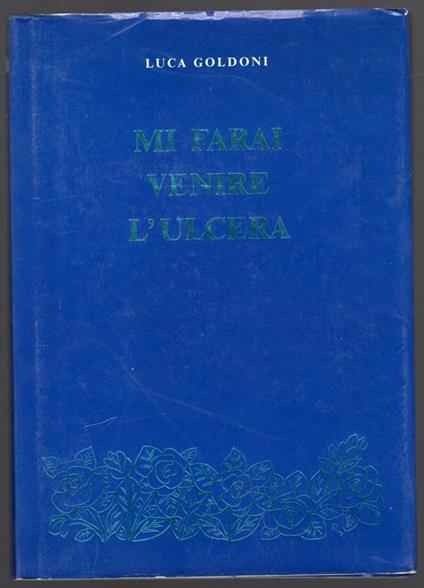 LUCA GOLDONI
MI FARAI
VENIRE
L'ULCERA